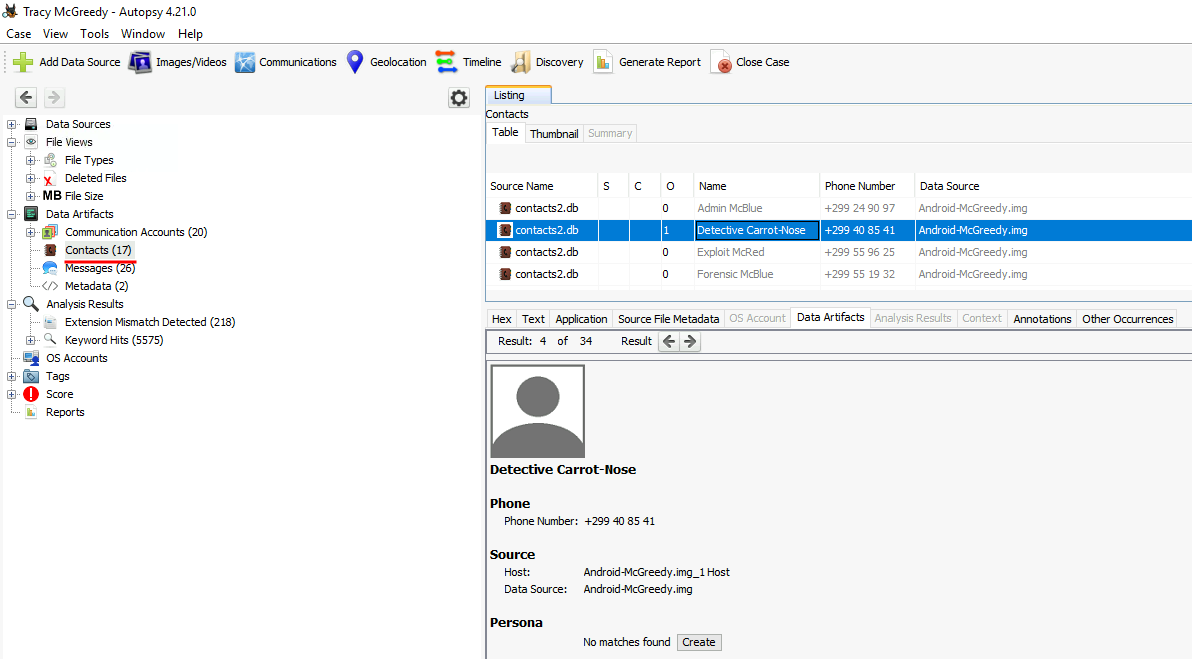 Tracy McGreedy - Autopsy 4.21.0
Case View Tools Window Help
Add Data Source Images/Videos Communications Geolocation Timeline Discovery Generate Report Close Case
Data Sources
File Views
File Types
Deleted Files
MB File Size
Data Artifacts
Communication Accounts (20)
Contacts (17)
Messages (26)
Metadata (2)
Analysis Results
Extension Mismatch Detected (218)
Keyword Hits (5575)
OS Accounts
Tags
Score
Reports
Listing
Contacts
Table Thumbnail Summary
Source Name S C O Name Phone Number Data Source
contacts2.db 0 Admin McBlue +299 24 90 97 Android-McGreedy.img
contacts2.db 1 Detective Carrot-Nose +299 40 85 41 Android-McGreedy.img
contacts2.db 0 Exploit McRed +299 55 96 25 Android-McGreedy.img
contacts2.db 0 Forensic McBlue +299 55 19 32 Android-McGreedy.img
Hex Text Application Source File Metadata OS Account Data Artifacts Analysis Results Context Annotations Other Occurrences
Result: 4 of 34 Result
Detective Carrot-Nose
Phone
Phone Number: +299 40 85 41
Source
Host: Android-McGreedy.img_1 Host
Data Source: Android-McGreedy.img
Persona
No matches found Create